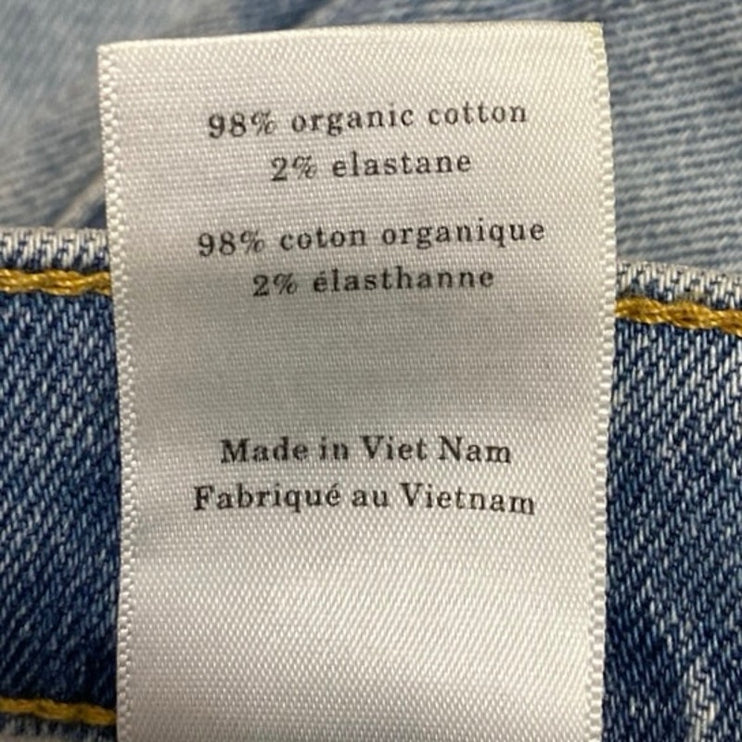 98% organic cotton
2% elastane
98% coton organique
2% élasthanne
Made in Viet Nam
Fabriqué au Vietnam